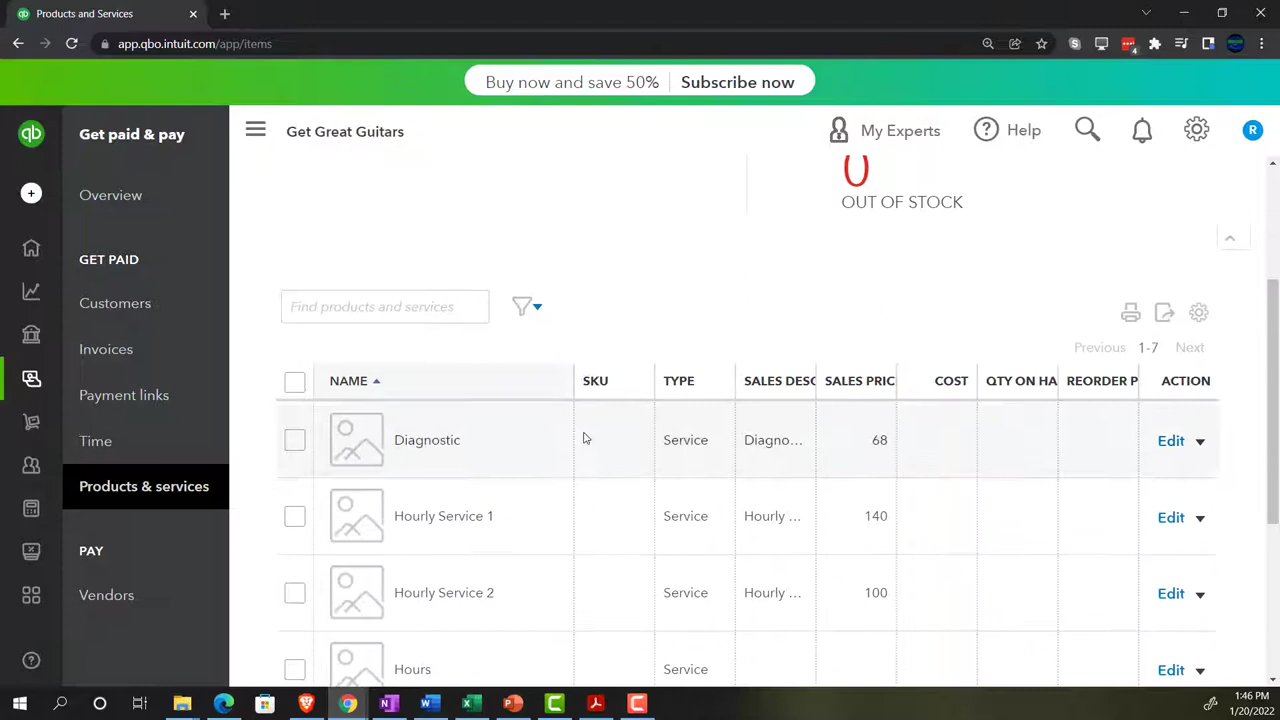 Products and Services
app.qbo.intuit.com/app/items
4
Buy now and save 50% Subscribe now
qb
Get paid & pay
Get Great Guitars
My Experts
Help
R
Overview
0
OUT OF STOCK
GET PAID
Customers
Invoices
Payment links
Time
Products & services
PAY
Vendors
Find products and services
Previous 1-7 Next
NAME SKU TYPE SALES DESC SALES PRIC COST QTY ON HA REORDER P ACTION
Diagnostic Service Diagno... 68 Edit
Hourly Service 1 Service Hourly ... 140 Edit
Hourly Service 2 Service Hourly ... 100 Edit
Hours Service Edit
1:46 PM
1/20/2022